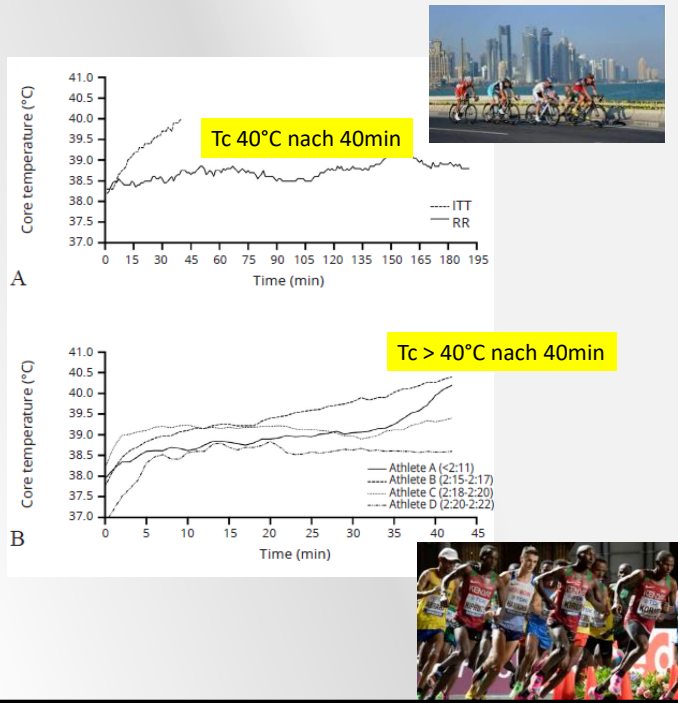 41.0
40.5
40.0
39.5
39.0
38.5
38.0
37.5
37.0
Core temperature (°C)
Tc 40°C nach 40min
ITT
RR
0 15 30 45 60 75 90 105 120 135 150 165 180 195
Time (min)
A
Tc > 40°C nach 40min
41.0
40.5
40.0
39.5
39.0
38.5
38.0
37.5
37.0
Core temperature (°C)
Athlete A (<2:11)
Athlete B (2:15-2:17)
Athlete C (2:18-2:20)
Athlete D (2:20-2:22)
0 5 10 15 20 25 30 35 40 45
Time (min)
B